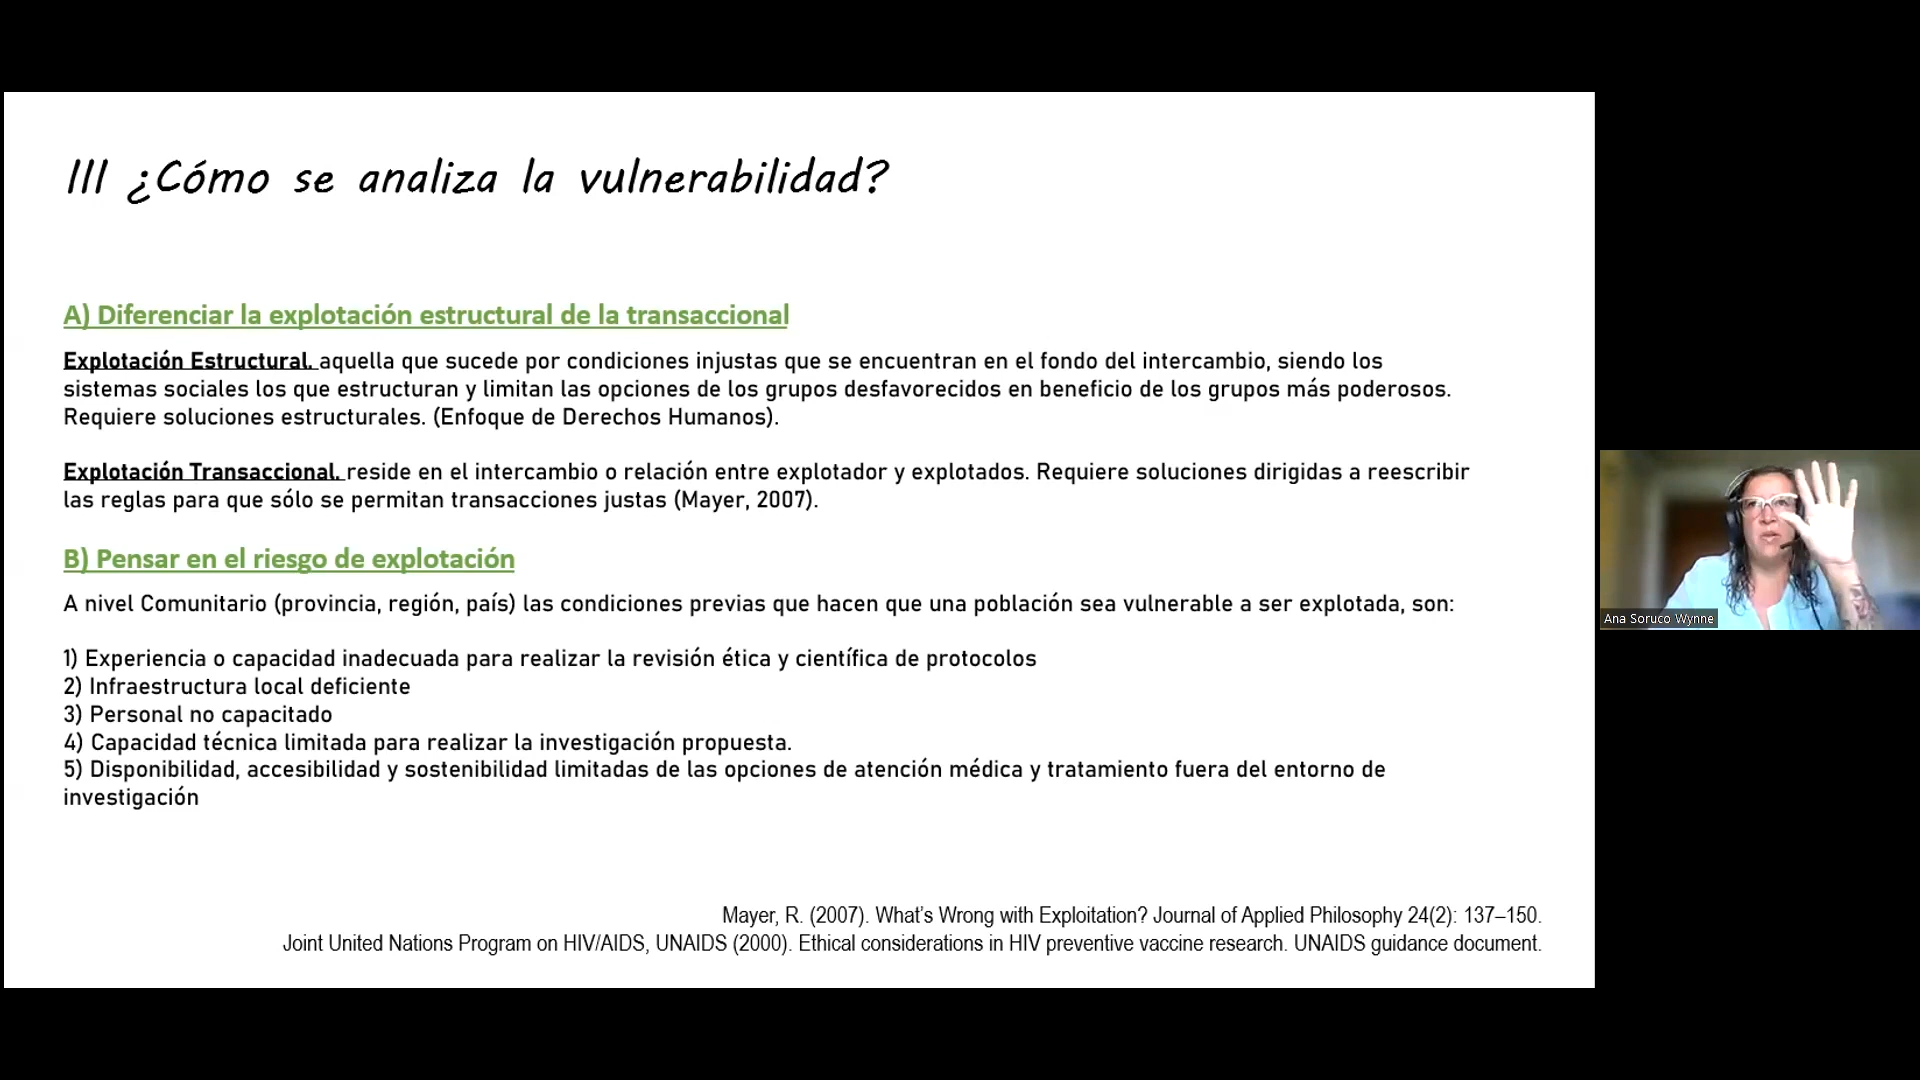 III ¿Cómo se analiza la vulnerabilidad?
A) Diferenciar la explotación estructural de la transaccional
Explotación Estructural. aquella que sucede por condiciones injustas que se encuentran en el fondo del intercambio, siendo los
sistemas sociales los que estructuran y limitan las opciones de los grupos desfavorecidos en beneficio de los grupos más poderosos.
Requiere soluciones estructurales. (Enfoque de Derechos Humanos).
Explotación Transaccional. reside en el intercambio o relación entre explotador y explotados. Requiere soluciones dirigidas a reescribir
las reglas para que sólo se permitan transacciones justas (Mayer, 2007).
B) Pensar en el riesgo de explotación
A nivel Comunitario (provincia, región, país) las condiciones previas que hacen que una población sea vulnerable a ser explotada, son:
1) Experiencia o capacidad inadecuada para realizar la revisión ética y científica de protocolos
2) Infraestructura local deficiente
3) Personal no capacitado
4) Capacidad técnica limitada para realizar la investigación propuesta.
5) Disponibilidad, accesibilidad y sostenibilidad limitadas de las opciones de atención médica y tratamiento fuera del entorno de
investigación
Mayer, R. (2007). What's Wrong with Exploitation? Journal of Applied Philosophy 24(2): 137–150.
Joint United Nations Program on HIV/AIDS, UNAIDS (2000). Ethical considerations in HIV preventive vaccine research. UNAIDS guidance document.
Ana Soruco Wynne